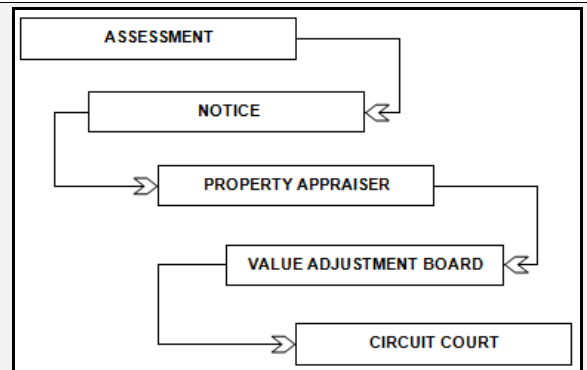 ASSESSMENT
NOTICE
PROPERTY APPRAISER
VALUE ADJUSTMENT BOARD
CIRCUIT COURT